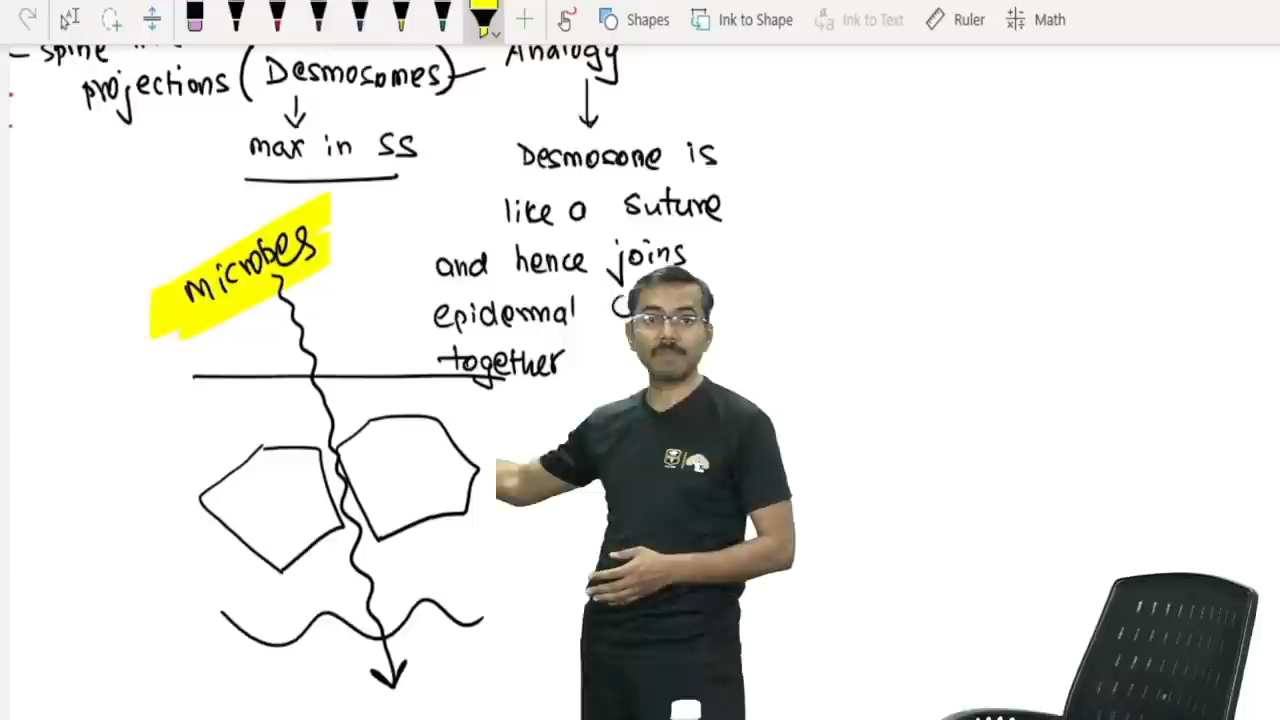 Shapes
Ink to Shape
Ink to Text
Ruler
Math
– spine
projections (Desmosomes) – Analogy
max in SS
Desmosone is
like a suture
and hence joins
epidermal
together
microbes